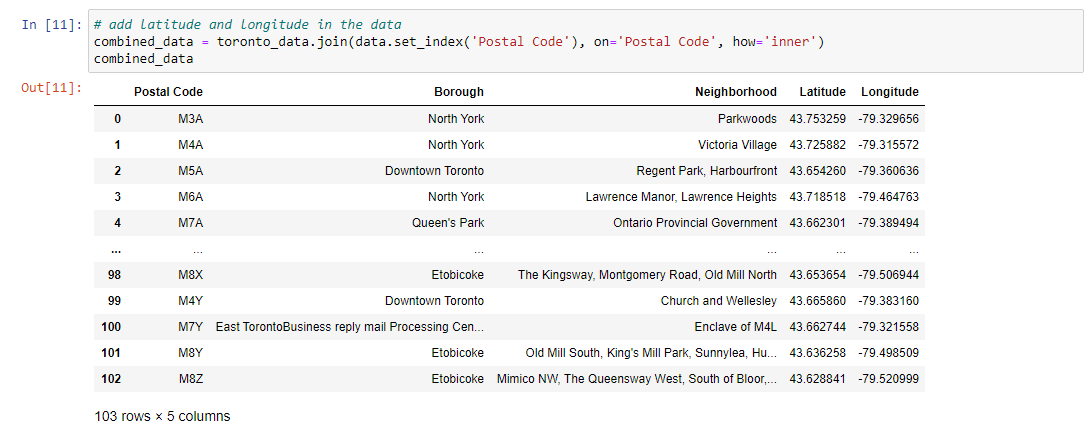 In [11]: # add latitude and longitude in the data
combined_data = toronto_data.join(data.set_index('Postal Code'), on='Postal Code', how='inner')
combined_data
Out[11]:
Postal Code Borough Neighborhood Latitude Longitude
0 M3A North York Parkwoods 43.753259 -79.329656
1 M4A North York Victoria Village 43.725882 -79.315572
2 M5A Downtown Toronto Regent Park, Harbourfront 43.654260 -79.360636
3 M6A North York Lawrence Manor, Lawrence Heights 43.718518 -79.464763
4 M7A Queen's Park Ontario Provincial Government 43.662301 -79.389494
... ... ... ... ... ...
98 M8X Etobicoke The Kingsway, Montgomery Road, Old Mill North 43.653654 -79.506944
99 M4Y Downtown Toronto Church and Wellesley 43.665860 -79.383160
100 M7Y East TorontoBusiness reply mail Processing Cen... Enclave of M4L 43.662744 -79.321558
101 M8Y Etobicoke Old Mill South, King's Mill Park, Sunnylea, Hu... 43.636258 -79.498509
102 M8Z Etobicoke Mimico NW, The Queensway West, South of Bloor,... 43.628841 -79.520999
103 rows × 5 columns